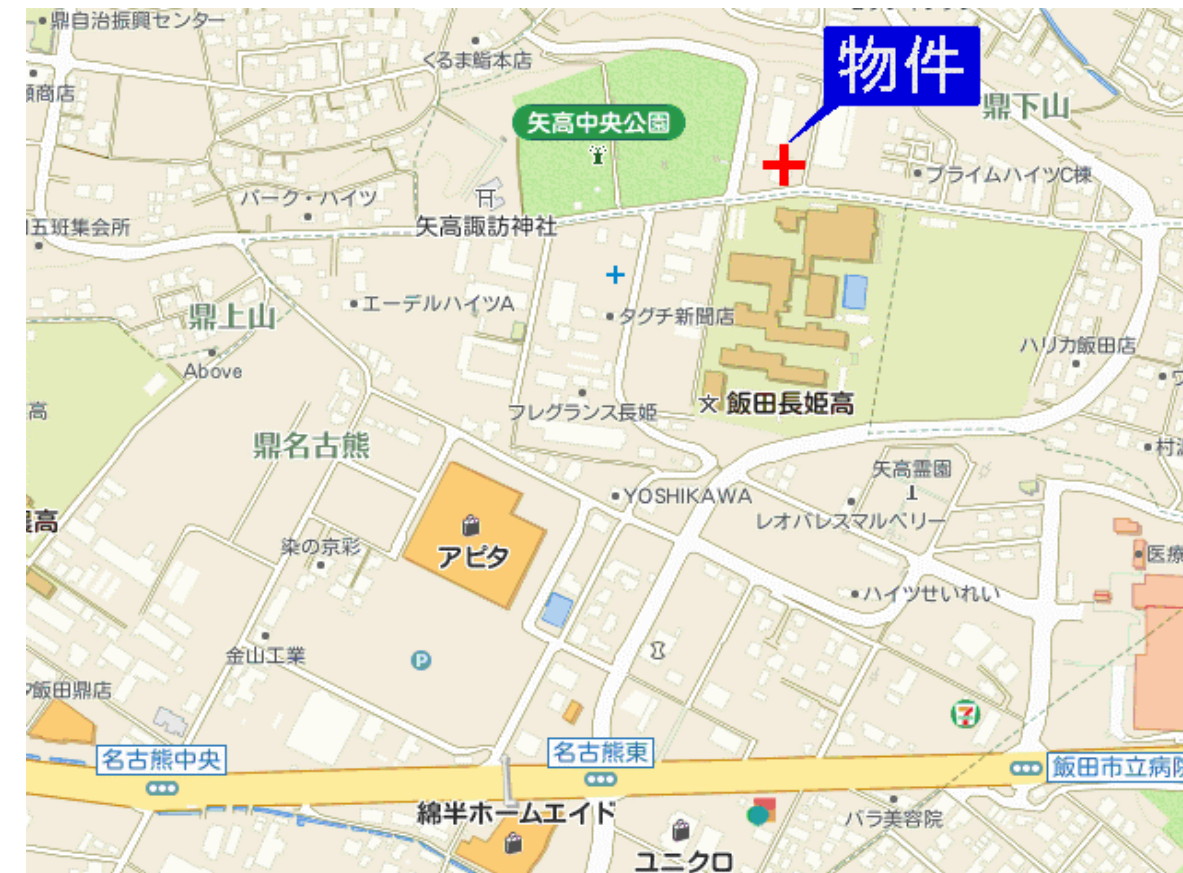 鼎自治振興センター
くるま鮨本店
物件
商店
矢高中央公園
鼎下山
プライムハイツC棟
パーク・ハイツ
五班集会所
矢高諏訪神社
エーデルハイツA
タグチ新聞店
鼎上山
ハリカ飯田店
Above
高
フレグランス長姫
飯田長姫高
鼎名古熊
矢高霊園
YOSHIKAWA
レオパレスマルベリー
高
染の京彩
アピタ
医療
ハイツせいれい
金山工業
P
飯田鼎店
7
名古熊中央
名古熊東
飯田市立病院
綿半ホームエイド
バラ美容院
ユニクロ